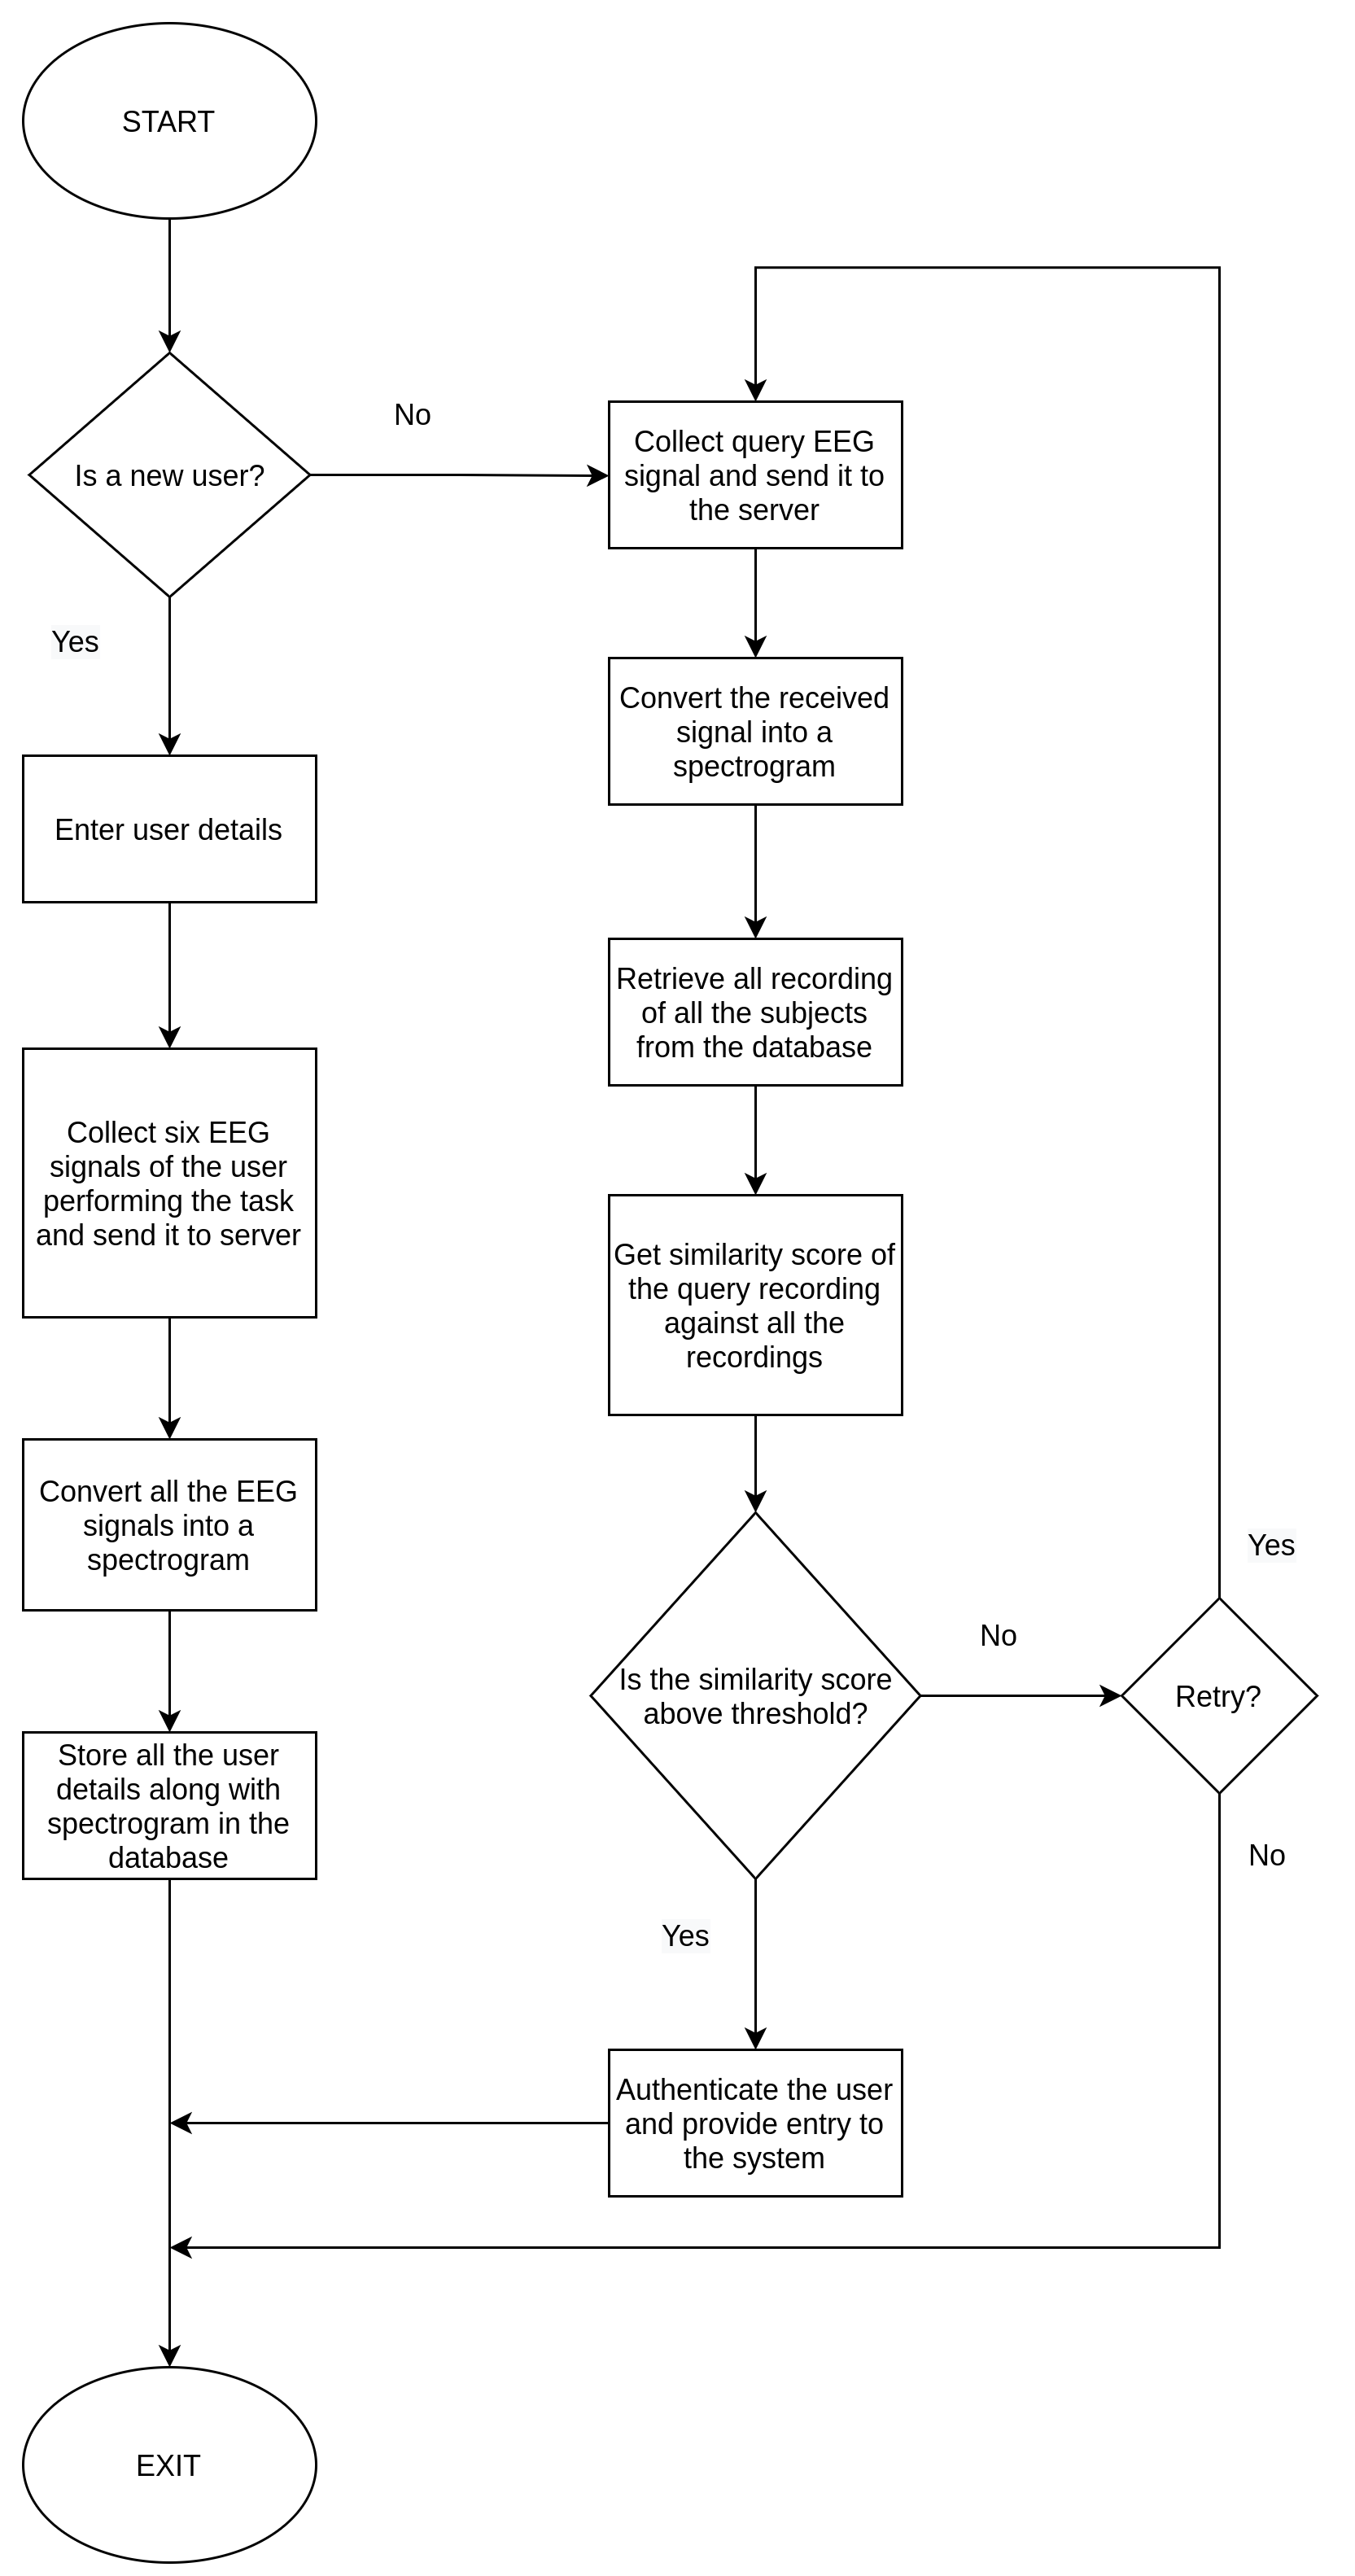 START
Is a new user?
No
Yes
Enter user details
Collect six EEG
signals of the user
performing the task
and send it to server
Convert all the EEG
signals into a
spectrogram
Store all the user
details along with
spectrogram in the
database
Collect query EEG
signal and send it to
the server
Convert the received
signal into a
spectrogram
Retrieve all recording
of all the subjects
from the database
Get similarity score of
the query recording
against all the
recordings
Is the similarity score
above threshold?
No
Yes
Retry?
Yes
No
Authenticate the user
and provide entry to
the system
EXIT